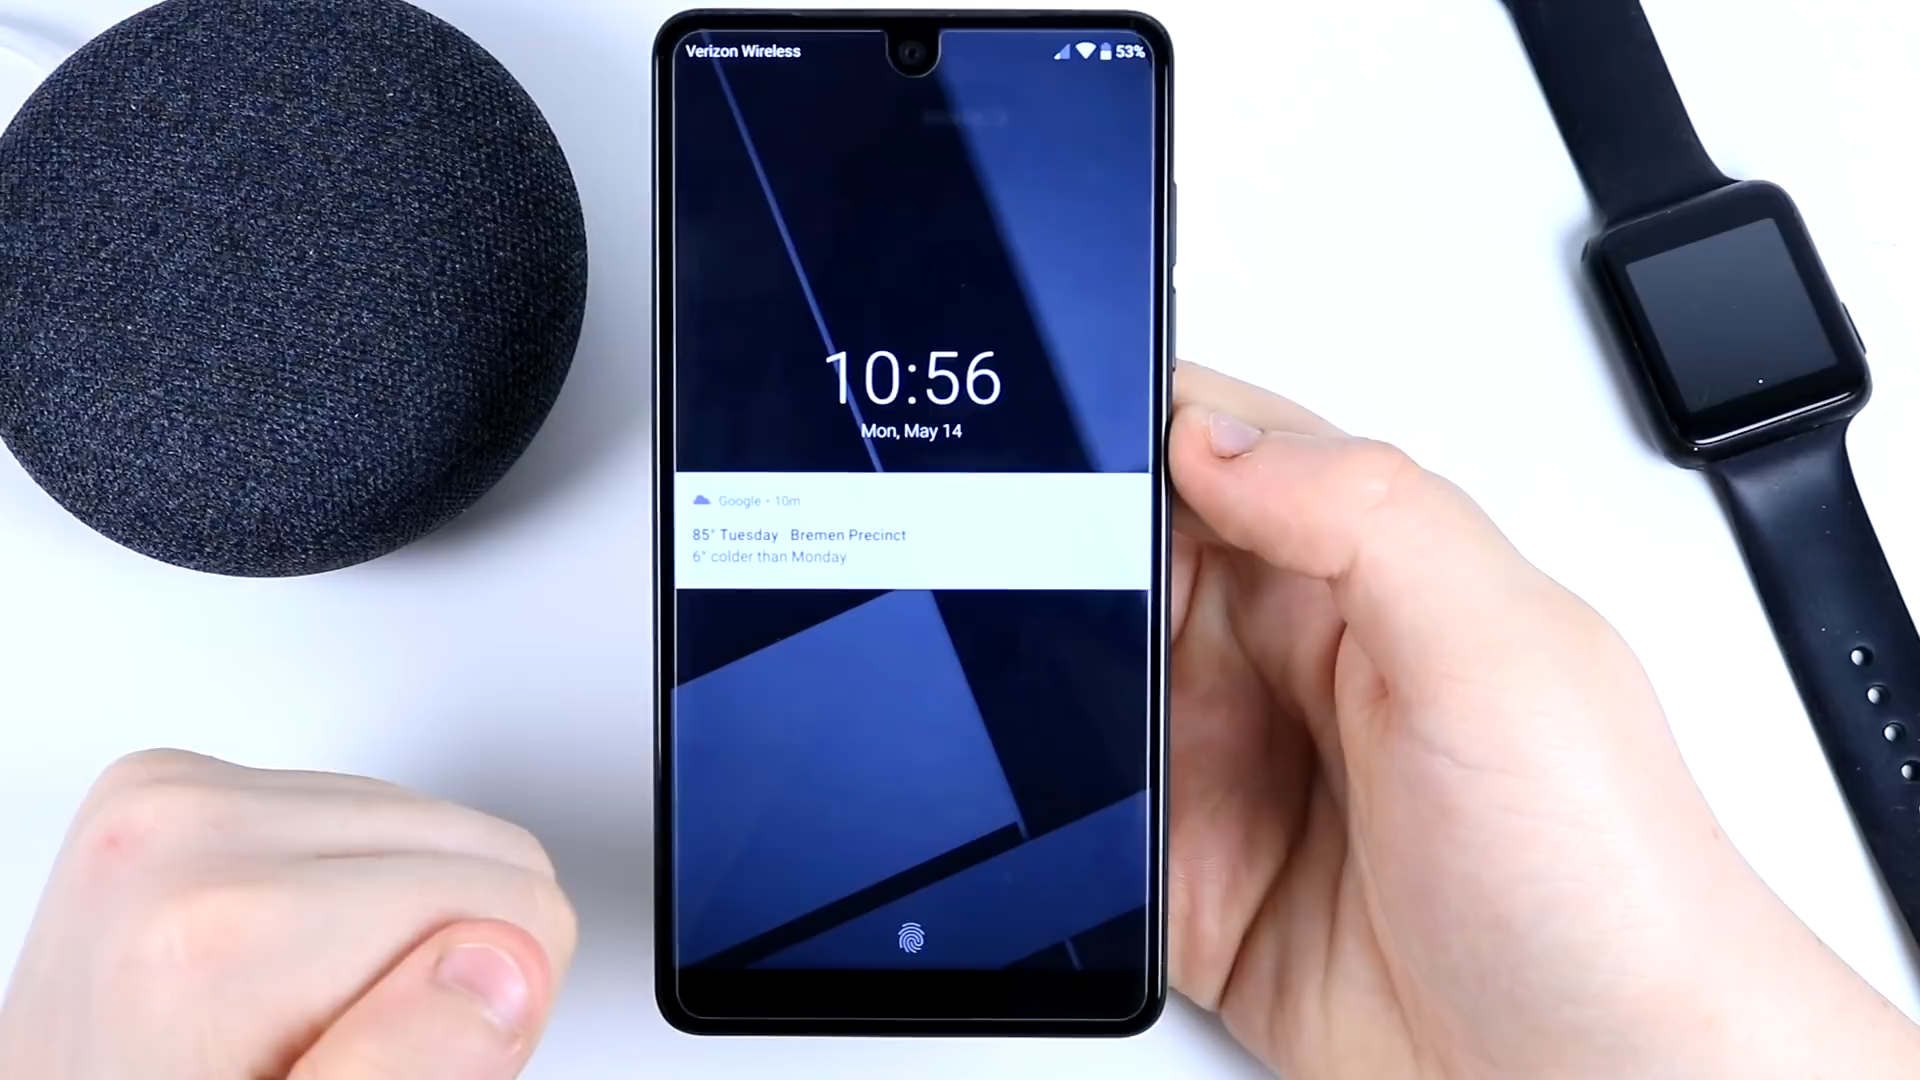 Verizon Wireless
53%
10:56
Mon, May 14
Google • 10m
85° Tuesday Bremen Precinct
6° colder than Monday